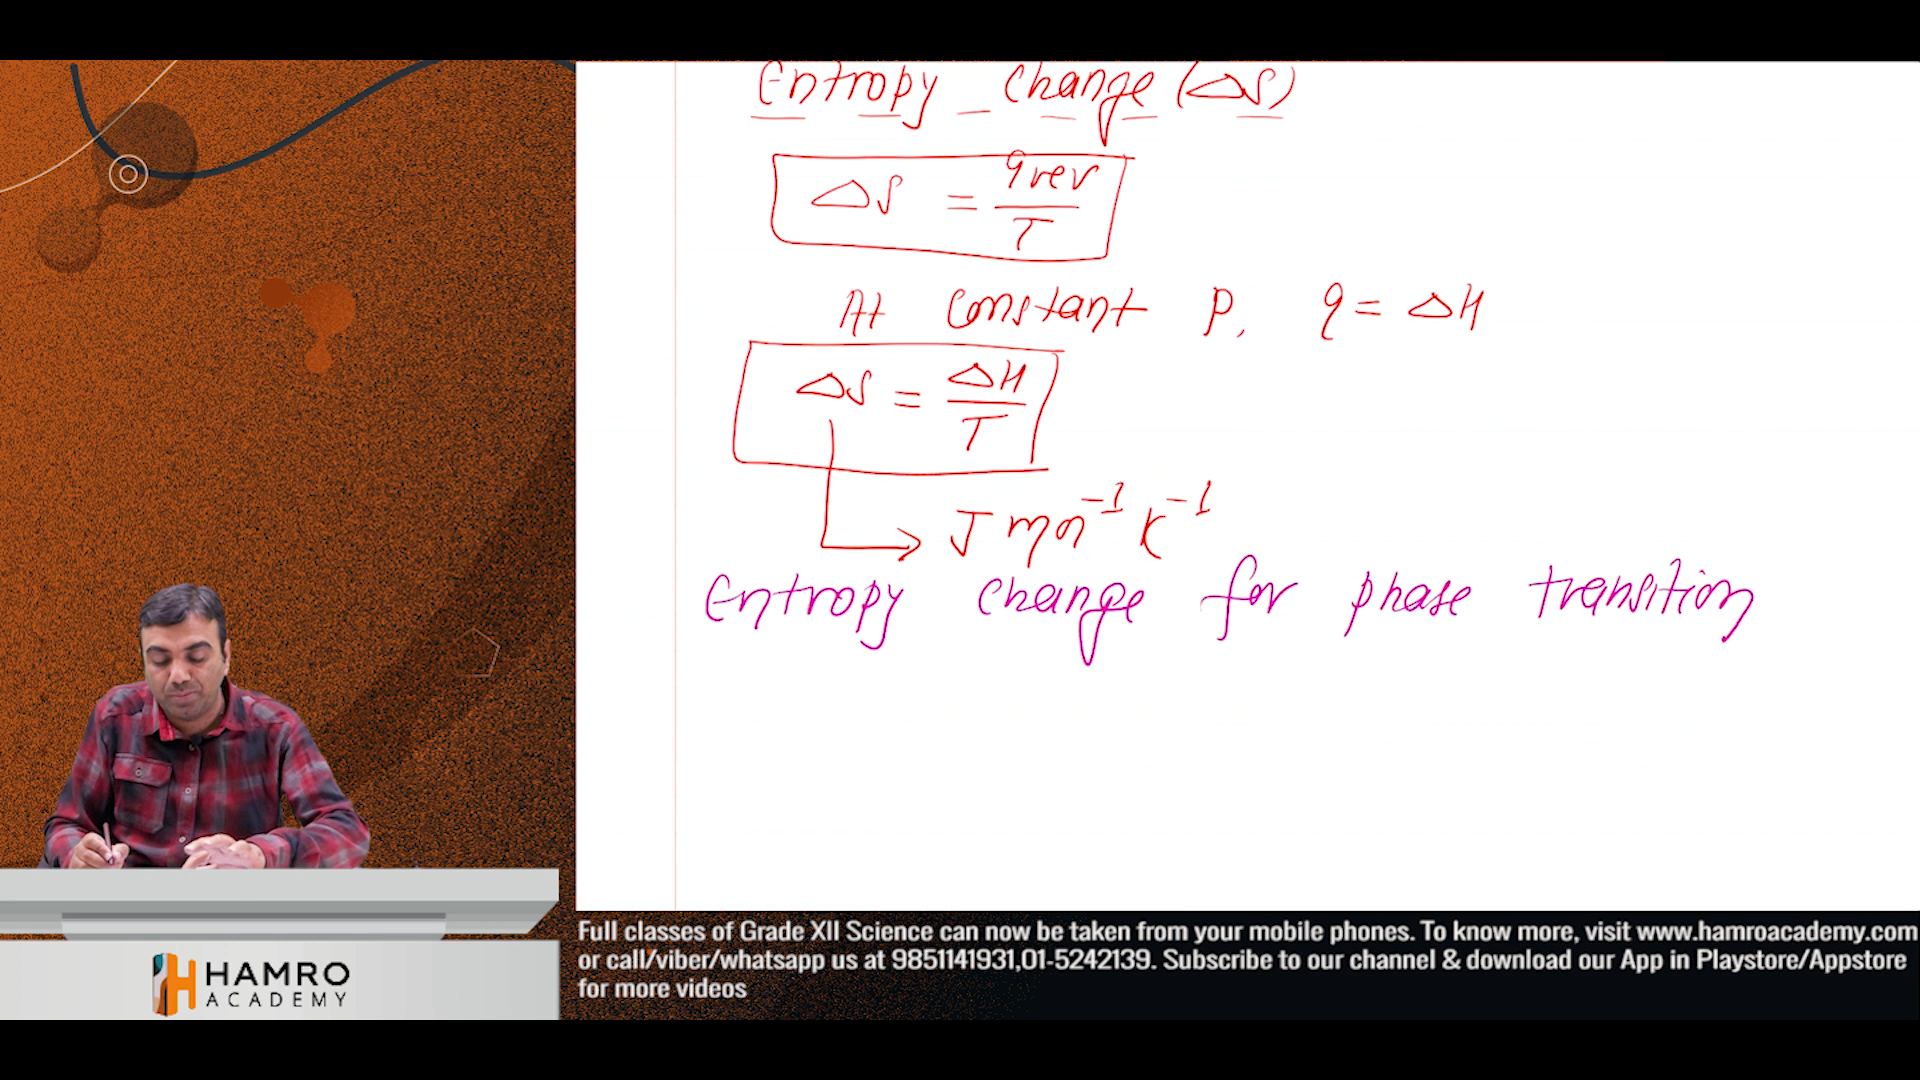 Entropy change (ΔS)
ΔS = qrev/T
At constant P, q = ΔH
ΔS = ΔH/T
J mol⁻¹ K⁻¹
Entropy change for phase transition
Full classes of Grade XII Science can now be taken from your mobile phones. To know more, visit www.hamroacademy.com
or call/viber/whatsapp us at 9851141931,01-5242139. Subscribe to our channel & download our App in Playstore/Appstore
for more videos
HAMRO
ACADEMY